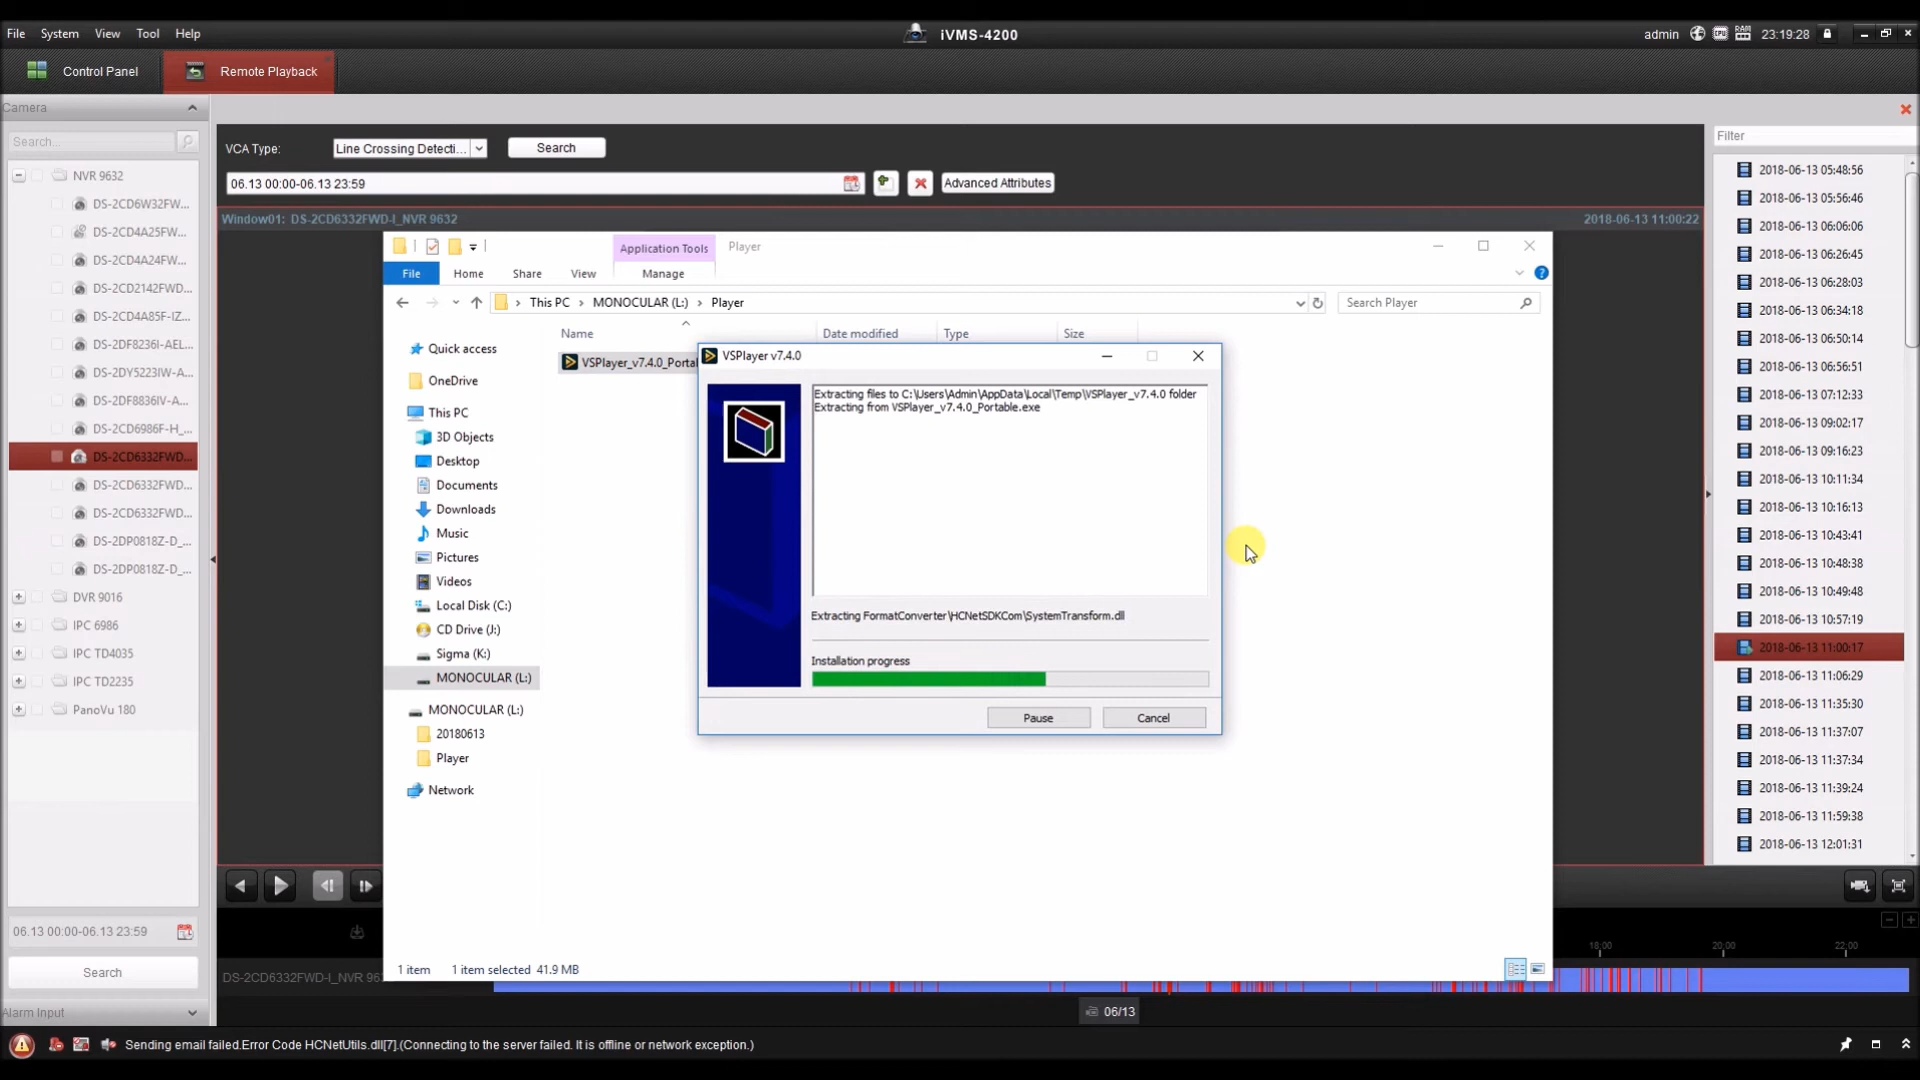 File System View Tool Help
iVMS-4200
admin 23:19:28
Control Panel
Remote Playback
Camera
Search...
NVR 9632
DS-2CD6W32FW...
DS-2CD4A25FW...
DS-2CD4A24FW...
DS-2CD2142FWD...
DS-2CD4A85F-IZ...
DS-2DF8236I-AEL...
DS-2DY5223IW-A...
DS-2DF8836IV-A...
DS-2CD6986F-H_...
DS-2CD6332FWD...
DS-2CD6332FWD...
DS-2CD6332FWD...
DS-2DP0818Z-D_...
DS-2DP0818Z-D_...
DVR 9016
IPC 6986
IPC TD4035
IPC TD2235
PanoVu 180
06.13 00:00-06.13 23:59
Search
Alarm Input
VCA Type:
Line Crossing Detecti...
Search
06.13 00:00-06.13 23:59
Advanced Attributes
Window01: DS-2CD6332FWD-I_NVR 9632
2018-06-13 11:00:22
Application Tools
Player
File
Home
Share
View
Manage
This PC > MONOCULAR (L:) > Player
Search Player
Name
Date modified
Type
Size
VSPlayer_v7.4.0_Porta
Quick access
OneDrive
This PC
3D Objects
Desktop
Documents
Downloads
Music
Pictures
Videos
Local Disk (C:)
CD Drive (J:)
Sigma (K:)
MONOCULAR (L:)
MONOCULAR (L:)
20180613
Player
Network
1 item 1 item selected 41.9 MB
VSPlayer v7.4.0
Extracting files to C:\Users\Admin\AppData\Local\Temp\VSPlayer_v7.4.0 folder
Extracting from VSPlayer_v7.4.0_Portable.exe
Extracting FormatConverter\HCNetSDKCom\SystemTransform.dll
Installation progress
Pause
Cancel
Filter
2018-06-13 05:48:56
2018-06-13 05:56:46
2018-06-13 06:06:06
2018-06-13 06:26:45
2018-06-13 06:28:03
2018-06-13 06:34:18
2018-06-13 06:50:14
2018-06-13 06:56:51
2018-06-13 07:12:33
2018-06-13 09:02:17
2018-06-13 09:16:23
2018-06-13 10:11:34
2018-06-13 10:16:13
2018-06-13 10:43:41
2018-06-13 10:48:38
2018-06-13 10:49:48
2018-06-13 10:57:19
2018-06-13 11:00:17
2018-06-13 11:06:29
2018-06-13 11:35:30
2018-06-13 11:37:07
2018-06-13 11:37:34
2018-06-13 11:39:24
2018-06-13 11:59:38
2018-06-13 12:01:31
18:00
20:00
22:00
DS-2CD6332FWD-I_NVR 963
06/13
Sending email failed.Error Code HCNetUtils.dll[7].(Connecting to the server failed. It is offline or network exception.)